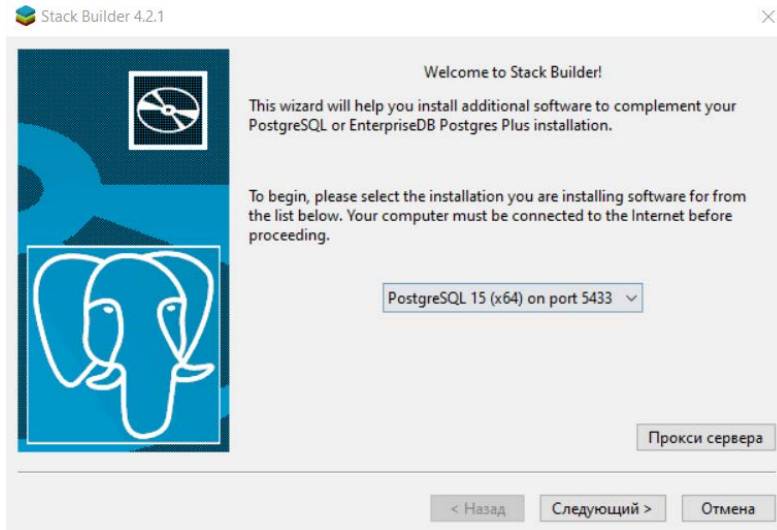 Stack Builder 4.2.1
Welcome to Stack Builder!
This wizard will help you install additional software to complement your
PostgreSQL or EnterpriseDB Postgres Plus installation.
To begin, please select the installation you are installing software for from
the list below. Your computer must be connected to the Internet before
proceeding.
PostgreSQL 15 (x64) on port 5433
Прокси сервера
< Назад
Следующий >
Отмена